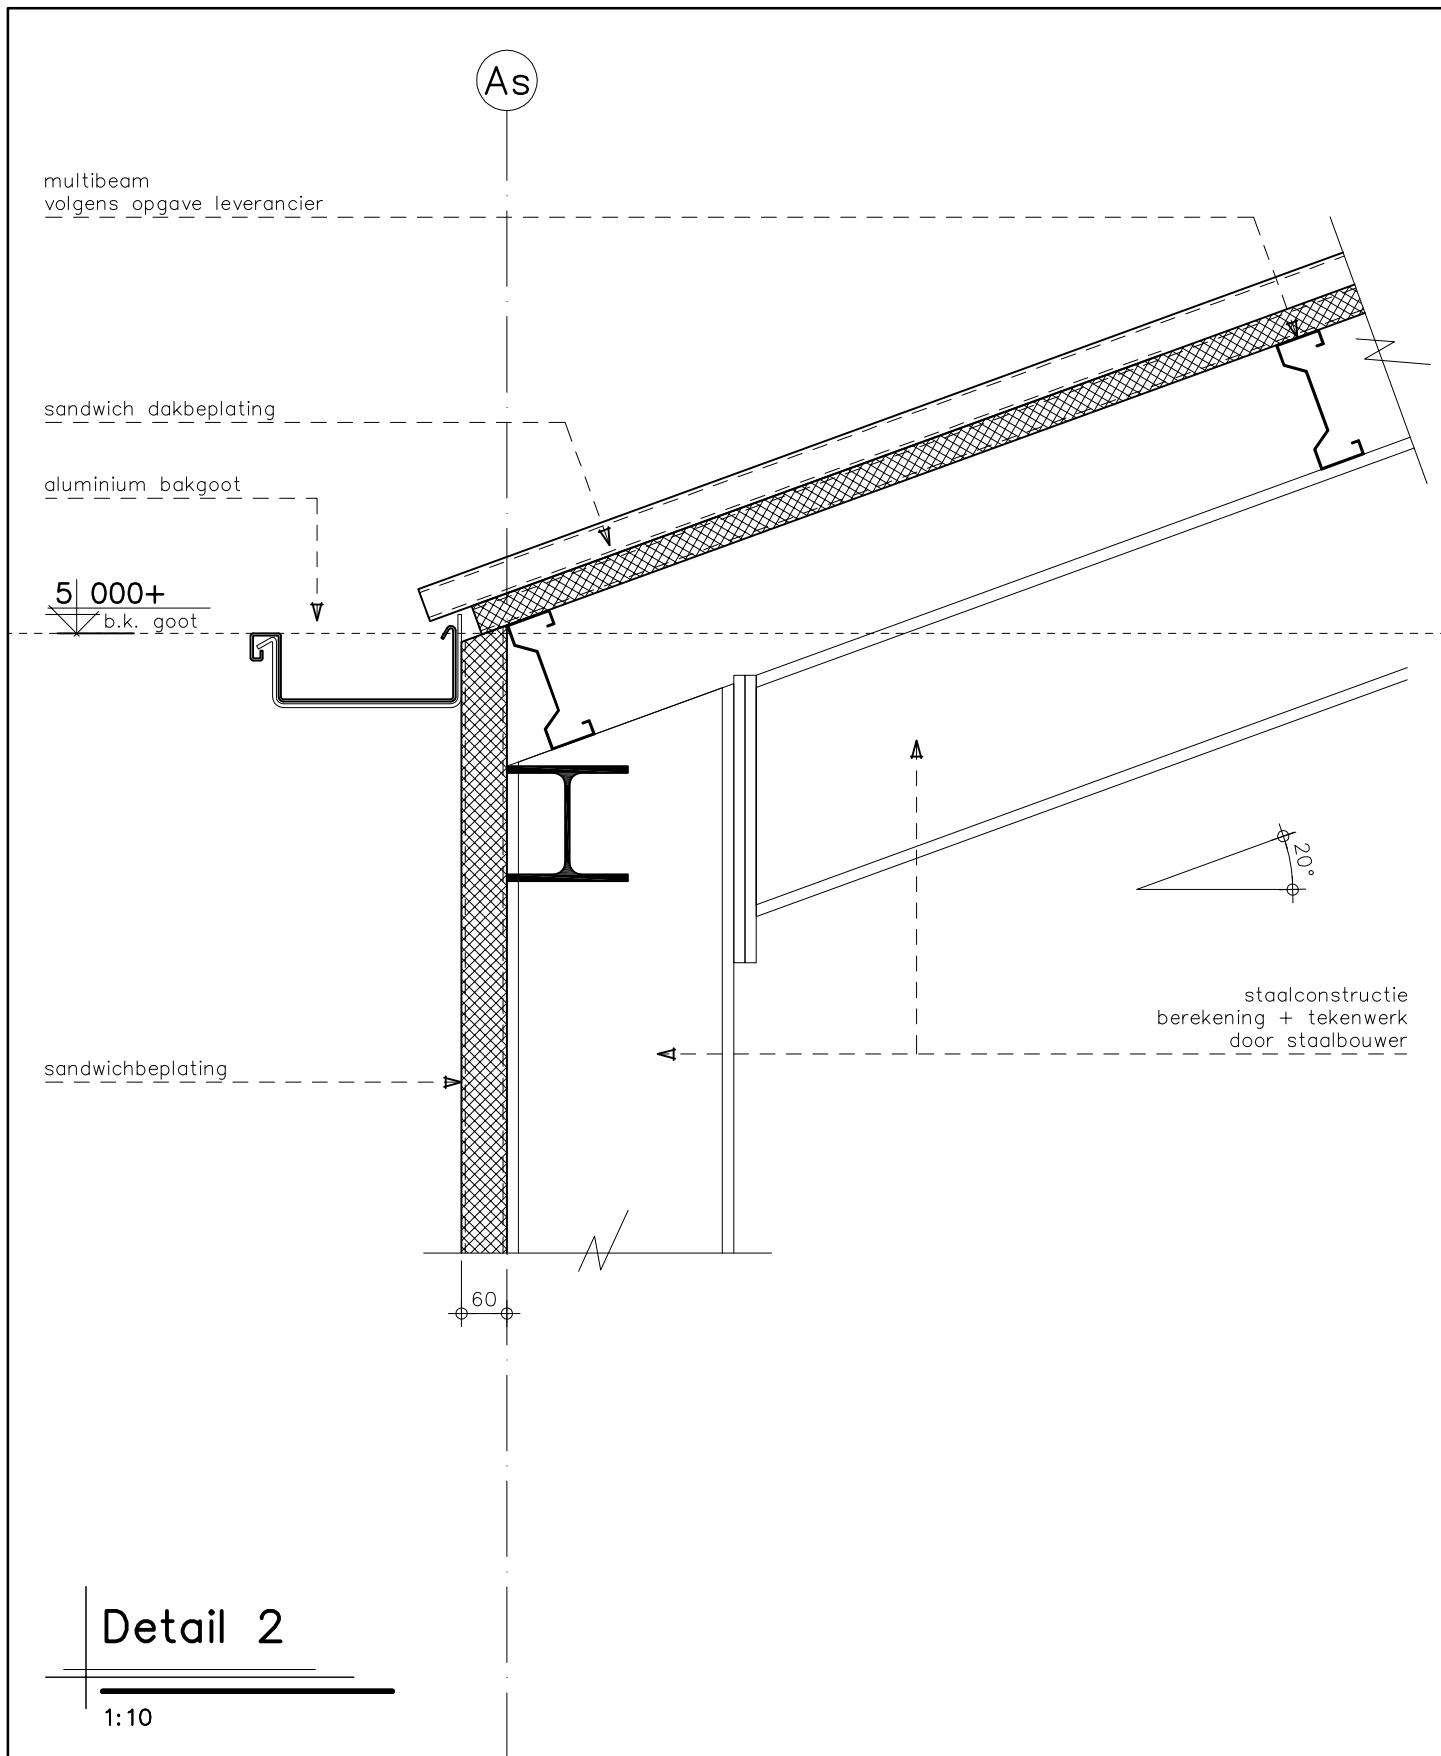 As
multibeam
volgens opgave leverancier
sandwich dakbeplating
aluminium bakgoot
5 000+
b.k. goot
20°
staalconstructie
berekening + tekenwerk
door staalbouwer
sandwichbeplating
60
Detail 2
1:10